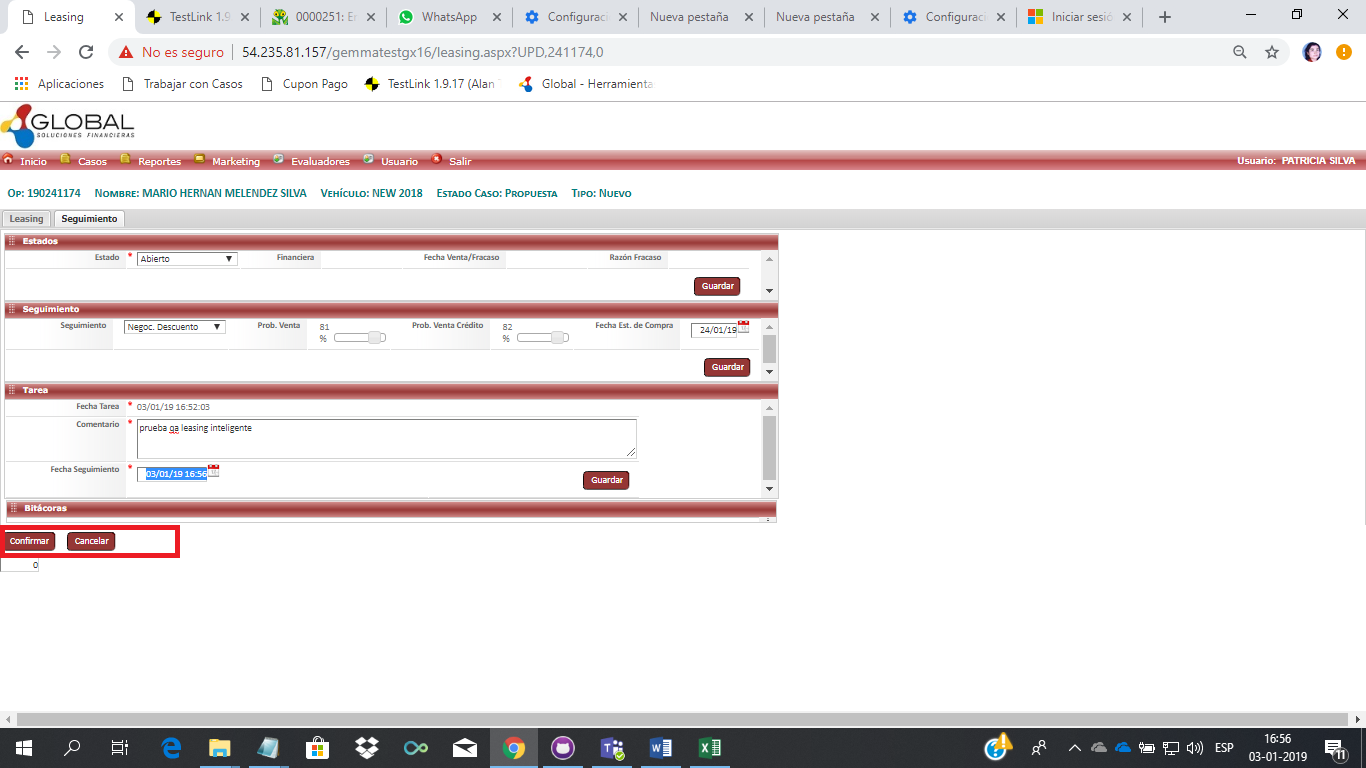 Leasing
TestLink 1.9
0000251: Er
WhatsApp
Configuraci
Nueva pestaña
Nueva pestaña
Configuraci
Iniciar sesió
No es seguro
54.235.81.157/gemmatestgx16/leasing.aspx?UPD,241174,0
Aplicaciones
Trabajar con Casos
Cupon Pago
TestLink 1.9.17 (Alan
Global - Herramienta
GLOBAL
SOLUCIONES FINANCIERAS
Inicio
Casos
Reportes
Marketing
Evaluadores
Usuario
Salir
Usuario: PATRICIA SILVA
Op: 190241174 Nombre: MARIO HERNAN MELENDEZ SILVA Vehículo: NEW 2018 Estado Caso: Propuesta Tipo: Nuevo
Leasing
Seguimiento
Estados
Estado * Abierto Financiera Fecha Venta/Fracaso Razón Fracaso
Guardar
Seguimiento
Seguimiento Negoc. Descuento Prob. Venta 81 % Prob. Venta Crédito 82 % Fecha Est. de Compra 24/01/19
Guardar
Tarea
Fecha Tarea * 03/01/19 16:52:03
Comentario * prueba qa leasing inteligente
Fecha Seguimiento * 03/01/19 16:56
Guardar
Bitácoras
Confirmar
Cancelar
0
ESP
16:56
03-01-2019
11